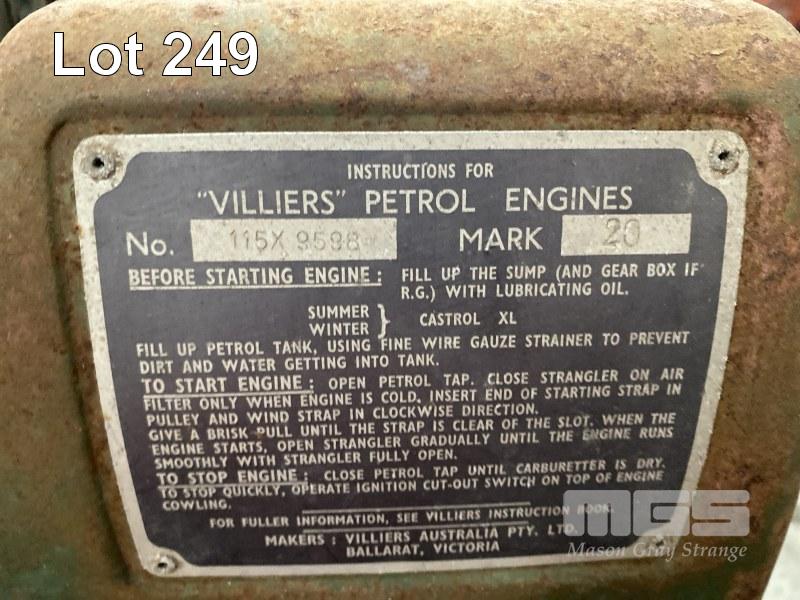 Lot 249
INSTRUCTIONS FOR
"VILLIERS" PETROL ENGINES
No. 115X 9598 MARK 20
BEFORE STARTING ENGINE: FILL UP THE SUMP (AND GEAR BOX IF
R.G.) WITH LUBRICATING OIL.
SUMMER
WINTER } CASTROL XL
FILL UP PETROL TANK, USING FINE WIRE GAUZE STRAINER TO PREVENT
DIRT AND WATER GETTING INTO TANK.
TO START ENGINE: OPEN PETROL TAP. CLOSE STRANGLER ON AIR
FILTER ONLY WHEN ENGINE IS COLD. INSERT END OF STARTING STRAP IN
PULLEY AND WIND STRAP IN CLOCKWISE DIRECTION.
GIVE A BRISK PULL UNTIL THE STRAP IS CLEAR OF THE SLOT. WHEN THE
ENGINE STARTS, OPEN STRANGLER GRADUALLY UNTIL THE ENGINE RUNS
SMOOTHLY WITH STRANGLER FULLY OPEN.
TO STOP ENGINE: CLOSE PETROL TAP UNTIL CARBURETTER IS DRY.
TO STOP QUICKLY, OPERATE IGNITION CUT-OUT SWITCH ON TOP OF ENGINE
COWLING.
FOR FULLER INFORMATION, SEE VILLIERS INSTRUCTION BOOK.
MAKERS: VILLIERS AUSTRALIA PTY. LTD.
BALLARAT, VICTORIA
MGS
Mason Gray Strange